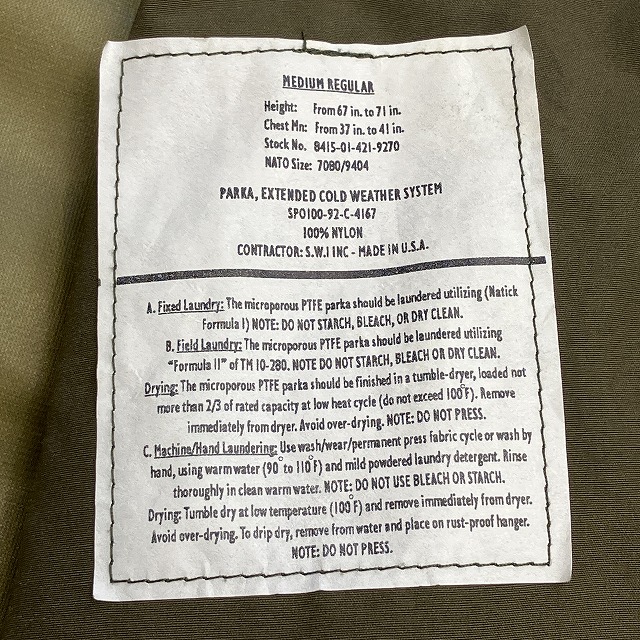 MEDIUM REGULAR
Height: From 67 in. to 71 in.
Chest Mn: From 37 in. to 41 in.
Stock No. 8415-01-421-9270
NATO Size: 7080/9404
PARKA, EXTENDED COLD WEATHER SYSTEM
SPO100-92-C-4167
100% NYLON
CONTRACTOR: S.W.I INC - MADE IN U.S.A.
A. Fixed Laundry: The microporous PTFE parka should be laundered utilizing (Natick
Formula I) NOTE: DO NOT STARCH, BLEACH, OR DRY CLEAN.
B. Field Laundry: The microporous PTFE parka should be laundered utilizing
"Formula II" of TM 10-280. NOTE DO NOT STARCH, BLEACH OR DRY CLEAN.
Drying: The microporous PTFE parka should be finished in a tumble-dryer, loaded not
more than 2/3 of rated capacity at low heat cycle (do not exceed 100°F). Remove
immediately from dryer. Avoid over-drying. NOTE: DO NOT PRESS.
C. Machine/Hand Laundering: Use wash/wear/permanent press fabric cycle or wash by
hand, using warm water (90° to 110°F) and mild powdered laundry detergent. Rinse
thoroughly in clean warm water. NOTE: DO NOT USE BLEACH OR STARCH.
Drying: Tumble dry at low temperature (100°F) and remove immediately from dryer.
Avoid over-drying. To drip dry, remove from water and place on rust-proof hanger.
NOTE: DO NOT PRESS.